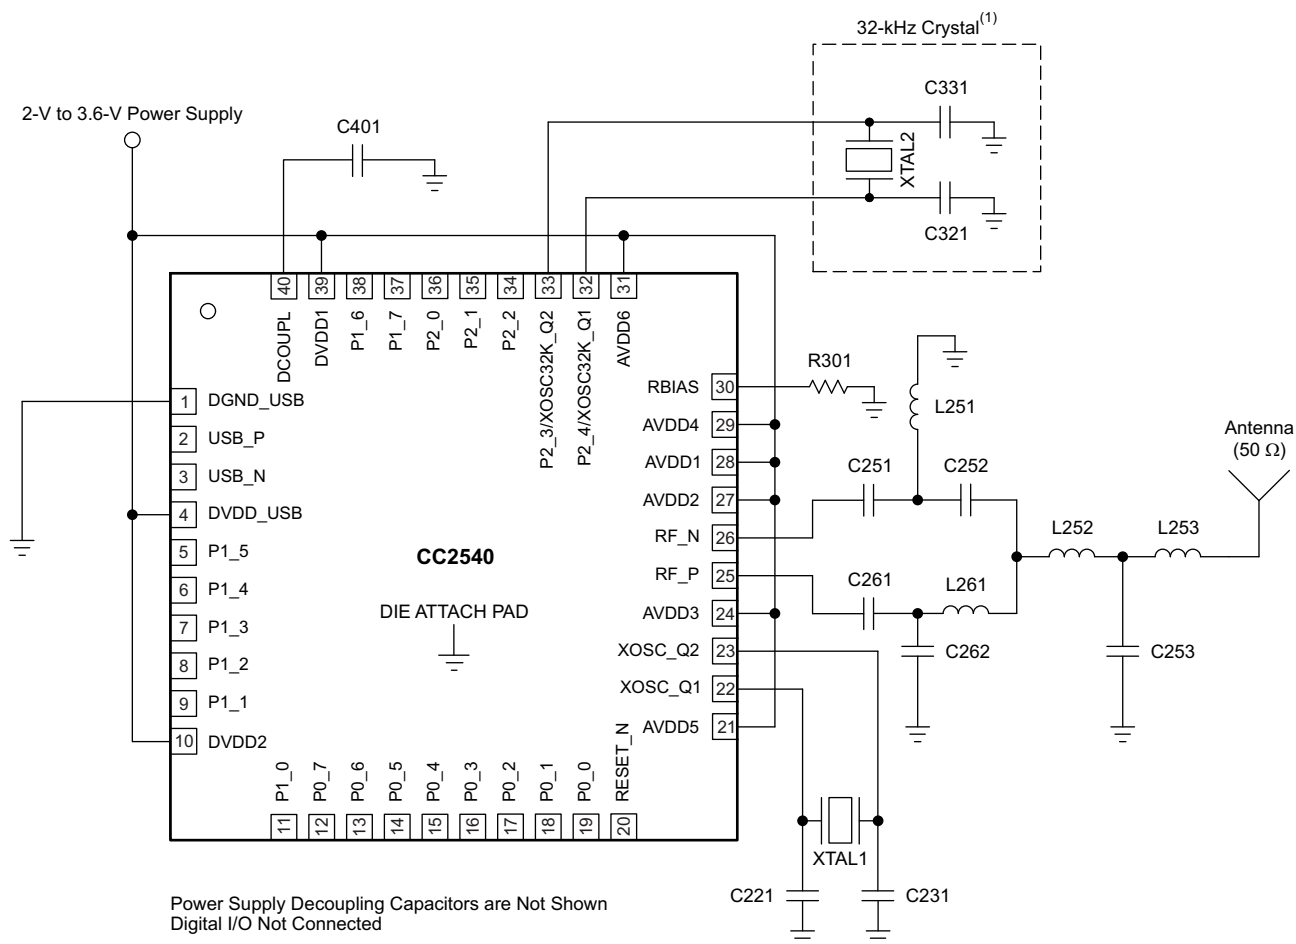 32-kHz Crystal(1)
2-V to 3.6-V Power Supply
C401
C331
XTAL2
C321
40
39
38
37
36
35
34
33
32
31
DCOUPL
DVDD1
P1_6
P1_7
P2_0
P2_1
P2_2
P2_3/XOSC32K_Q2
P2_4/XOSC32K_Q1
AVDD6
1 DGND_USB
2 USB_P
3 USB_N
4 DVDD_USB
5 P1_5
6 P1_4
7 P1_3
8 P1_2
9 P1_1
10 DVDD2
CC2540
DIE ATTACH PAD
RBIAS 30
AVDD4 29
AVDD1 28
AVDD2 27
RF_N 26
RF_P 25
AVDD3 24
XOSC_Q2 23
XOSC_Q1 22
AVDD5 21
R301
L251
C251
C252
Antenna
(50 Ω)
L252
L253
C261
L261
C262
C253
P1_0
P0_7
P0_6
P0_5
P0_4
P0_3
P0_2
P0_1
P0_0
RESET_N
11
12
13
14
15
16
17
18
19
20
XTAL1
C221
C231
Power Supply Decoupling Capacitors are Not Shown
Digital I/O Not Connected